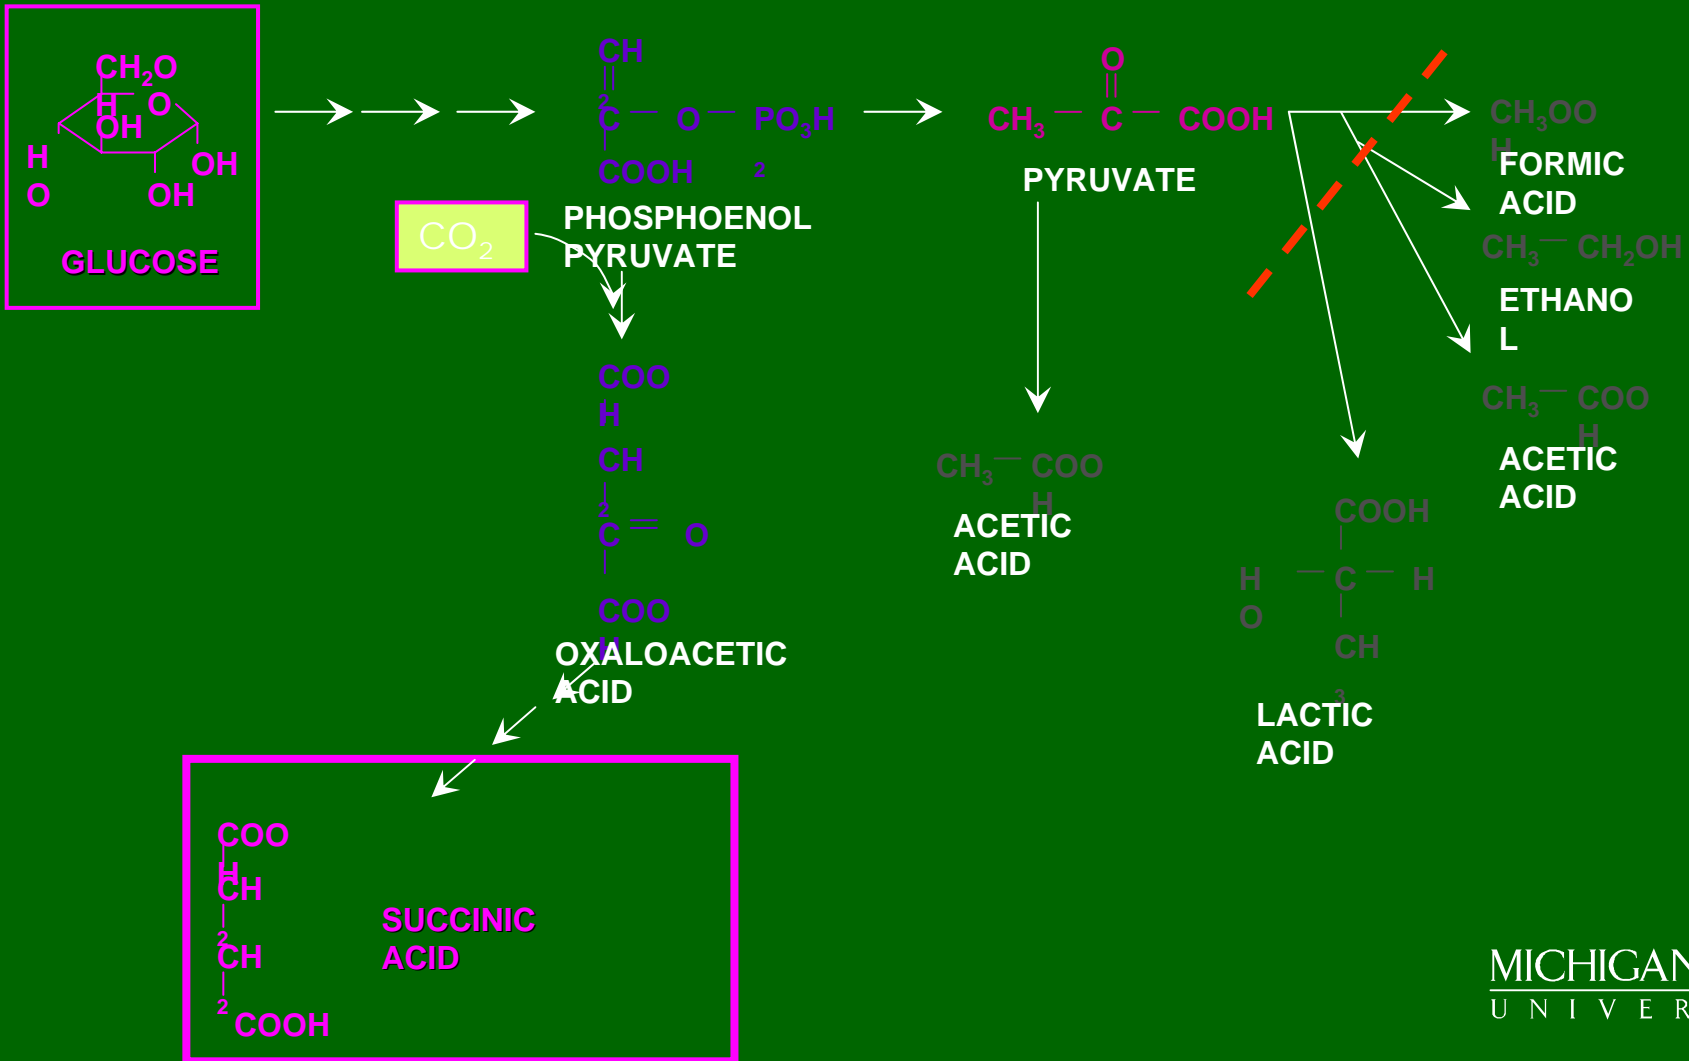 CH2O
H
O
OH
H
O
OH
OH
GLUCOSE
CO2
CH
2
C O PO3H
2
COOH
PHOSPHOENOL
PYRUVATE
O
CH3 C COOH
PYRUVATE
CH3OO
H
FORMIC
ACID
CH3 CH2OH
ETHANO
L
CH3 COO
H
ACETIC
ACID
COO
H
CH
2
C O
COO
H
OXALOACETIC
ACID
CH3 COO
H
ACETIC
ACID
COOH
H
O
C H
CH
3
LACTIC
ACID
COO
H
CH
2
CH
2
COOH
SUCCINIC
ACID
MICHIGAN
UNIVER